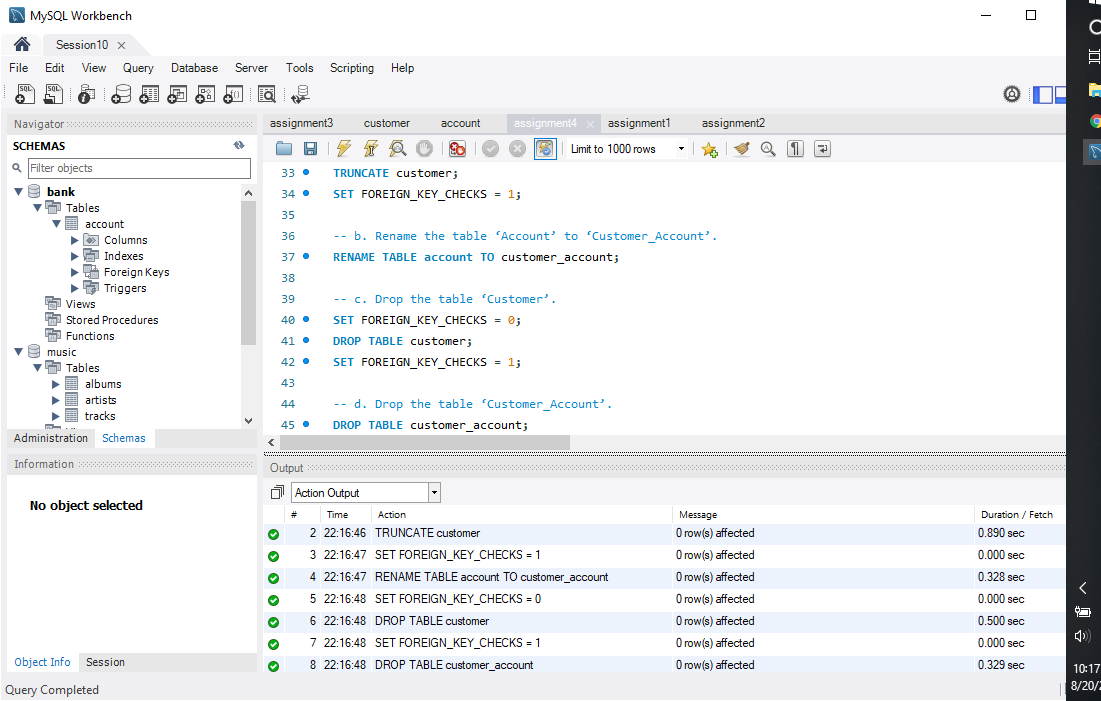 MySQL Workbench
Session10
File Edit View Query Database Server Tools Scripting Help
Navigator
SCHEMAS
Filter objects
bank
Tables
account
Columns
Indexes
Foreign Keys
Triggers
Views
Stored Procedures
Functions
music
Tables
albums
artists
tracks
Administration Schemas
Information
No object selected
Object Info Session
Query Completed
assignment3 customer account assignment4 assignment1 assignment2
Limit to 1000 rows
33 TRUNCATE customer;
34 SET FOREIGN_KEY_CHECKS = 1;
35
36 -- b. Rename the table ‘Account’ to ‘Customer_Account’.
37 RENAME TABLE account TO customer_account;
38
39 -- c. Drop the table ‘Customer’.
40 SET FOREIGN_KEY_CHECKS = 0;
41 DROP TABLE customer;
42 SET FOREIGN_KEY_CHECKS = 1;
43
44 -- d. Drop the table ‘Customer_Account’.
45 DROP TABLE customer_account;
Output
Action Output
# Time Action Message Duration / Fetch
2 22:16:46 TRUNCATE customer 0 row(s) affected 0.890 sec
3 22:16:47 SET FOREIGN_KEY_CHECKS = 1 0 row(s) affected 0.000 sec
4 22:16:47 RENAME TABLE account TO customer_account 0 row(s) affected 0.328 sec
5 22:16:48 SET FOREIGN_KEY_CHECKS = 0 0 row(s) affected 0.000 sec
6 22:16:48 DROP TABLE customer 0 row(s) affected 0.500 sec
7 22:16:48 SET FOREIGN_KEY_CHECKS = 1 0 row(s) affected 0.000 sec
8 22:16:48 DROP TABLE customer_account 0 row(s) affected 0.329 sec
10:17
8/20/